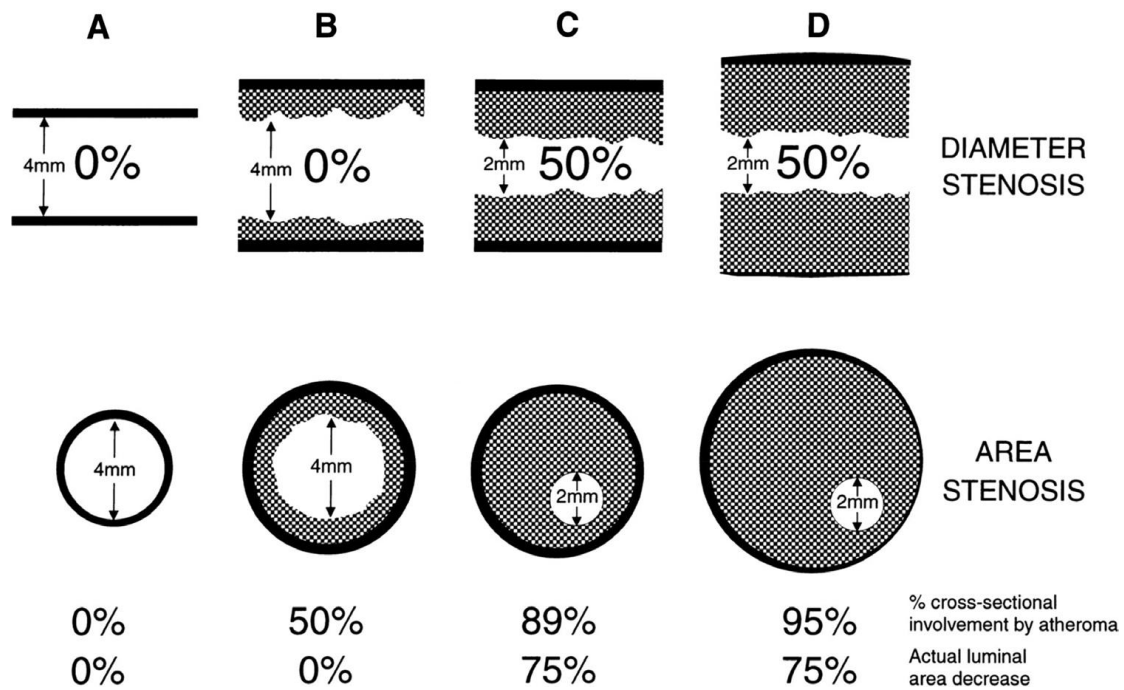 A B C D
4mm 0% 4mm 0% 2mm 50% 2mm 50%
DIAMETER
STENOSIS
4mm 4mm 2mm 2mm
AREA
STENOSIS
0% 50% 89% 95% % cross-sectional
involvement by atheroma
0% 0% 75% 75% Actual luminal
area decrease